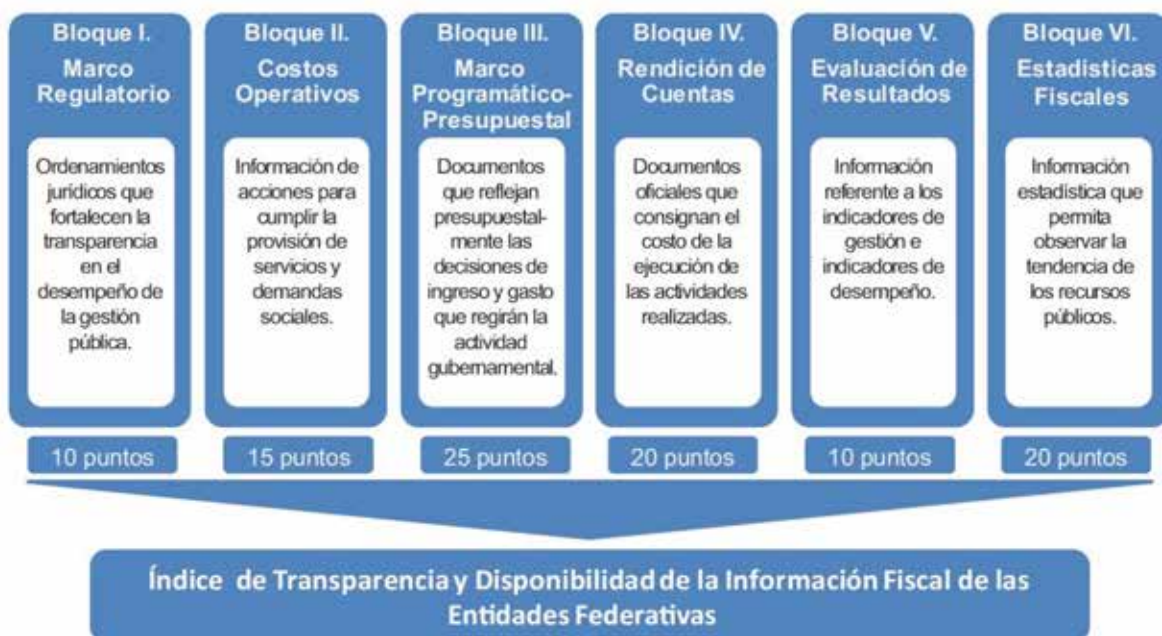 Bloque I.
Marco
Regulatorio
Ordenamientos
jurídicos que
fortalecen la
transparencia
en el
desempeño de
la gestión
pública.
10 puntos
Bloque II.
Costos
Operativos
Información de
acciones para
cumplir la
provisión de
servicios y
demandas
sociales.
15 puntos
Bloque III.
Marco
Programático-
Presupuestal
Documentos
que reflejan
presupuestal-
mente las
decisiones de
ingreso y gasto
que regirán la
actividad
gubernamental.
25 puntos
Bloque IV.
Rendición de
Cuentas
Documentos
oficiales que
consignan el
costo de la
ejecución de
las actividades
realizadas.
20 puntos
Bloque V.
Evaluación de
Resultados
Información
referente a los
indicadores de
gestión e
indicadores de
desempeño.
10 puntos
Bloque VI.
Estadísticas
Fiscales
Información
estadística que
permita
observar la
tendencia de
los recursos
públicos.
20 puntos
Índice de Transparencia y Disponibilidad de la Información Fiscal de las
Entidades Federativas